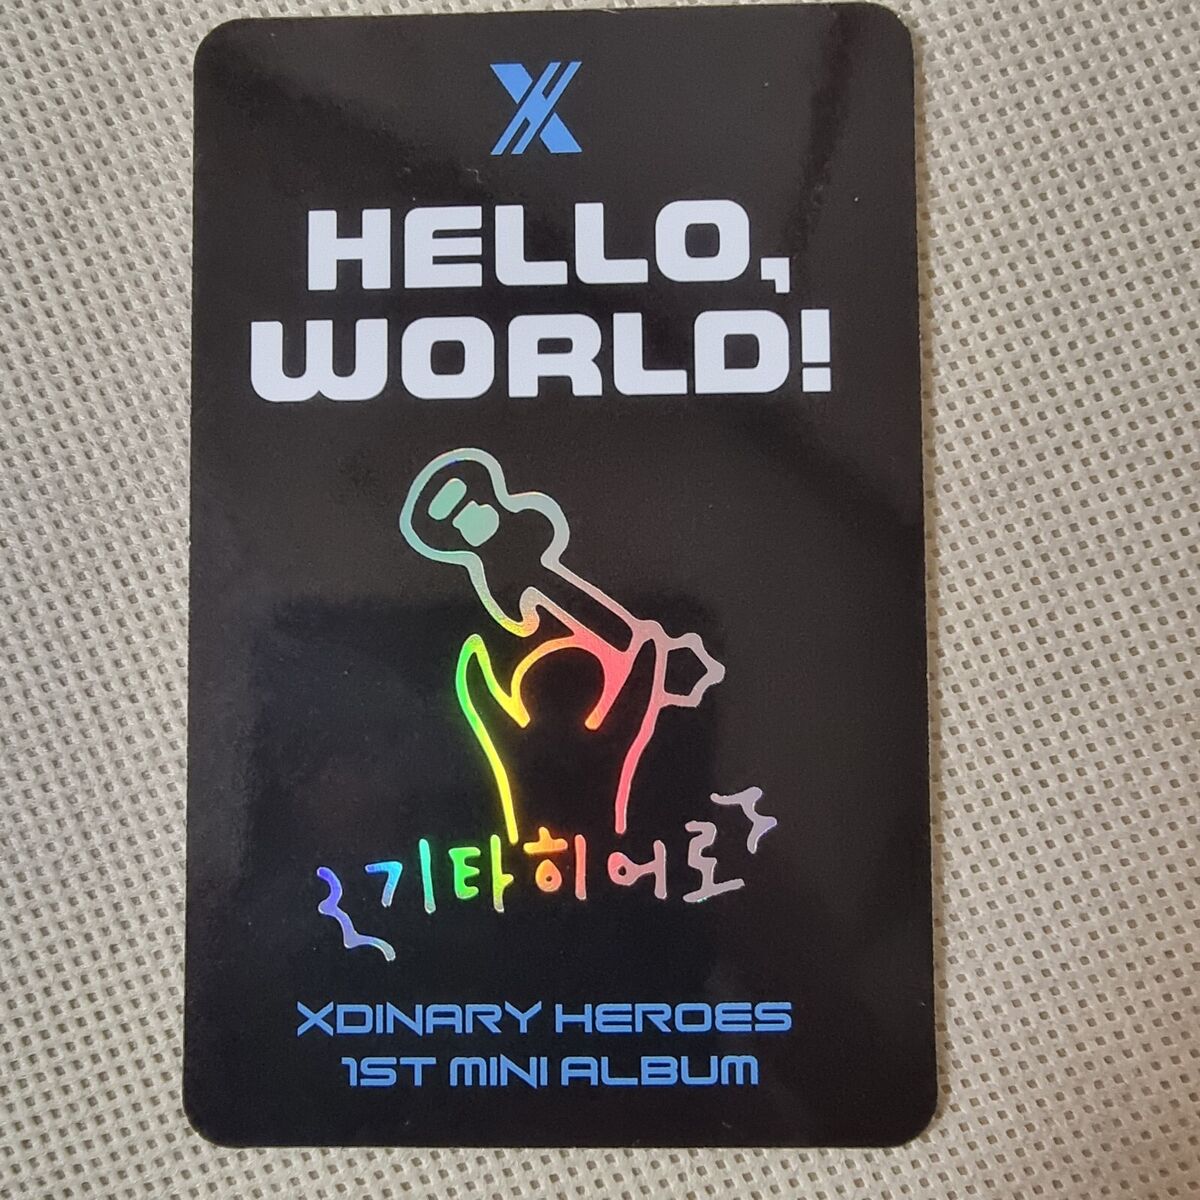 HELLO,
WORLD!
기타히어로
XDINARY HEROES
1ST MINI ALBUM